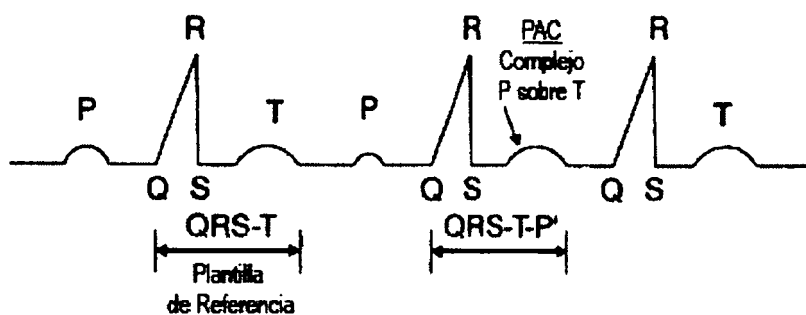 R
R
PAC
Complejo
P sobre T
R
P
T
P
T
Q
S
Q
S
Q
S
QRS-T
QRS-T-P'
Plantilla
de Referencia